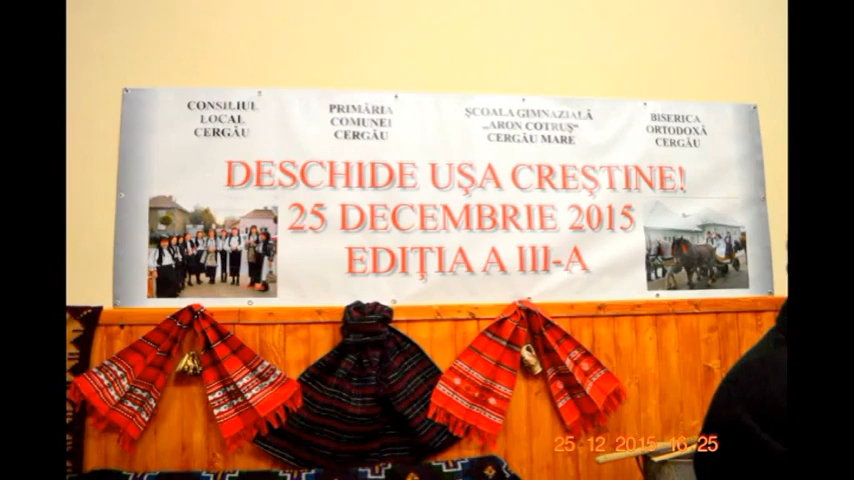 CONSILIUL
LOCAL
CERGĂU
PRIMĂRIA
COMUNEI
CERGĂU
ŞCOALA GIMNAZIALĂ
„ARON COTRUŞ”
CERGĂU MARE
BISERICA
ORTODOXĂ
CERGĂU
DESCHIDE UŞA CREŞTINE!
25 DECEMBRIE 2015
EDIŢIA A III-A
25 12 2015 16 25